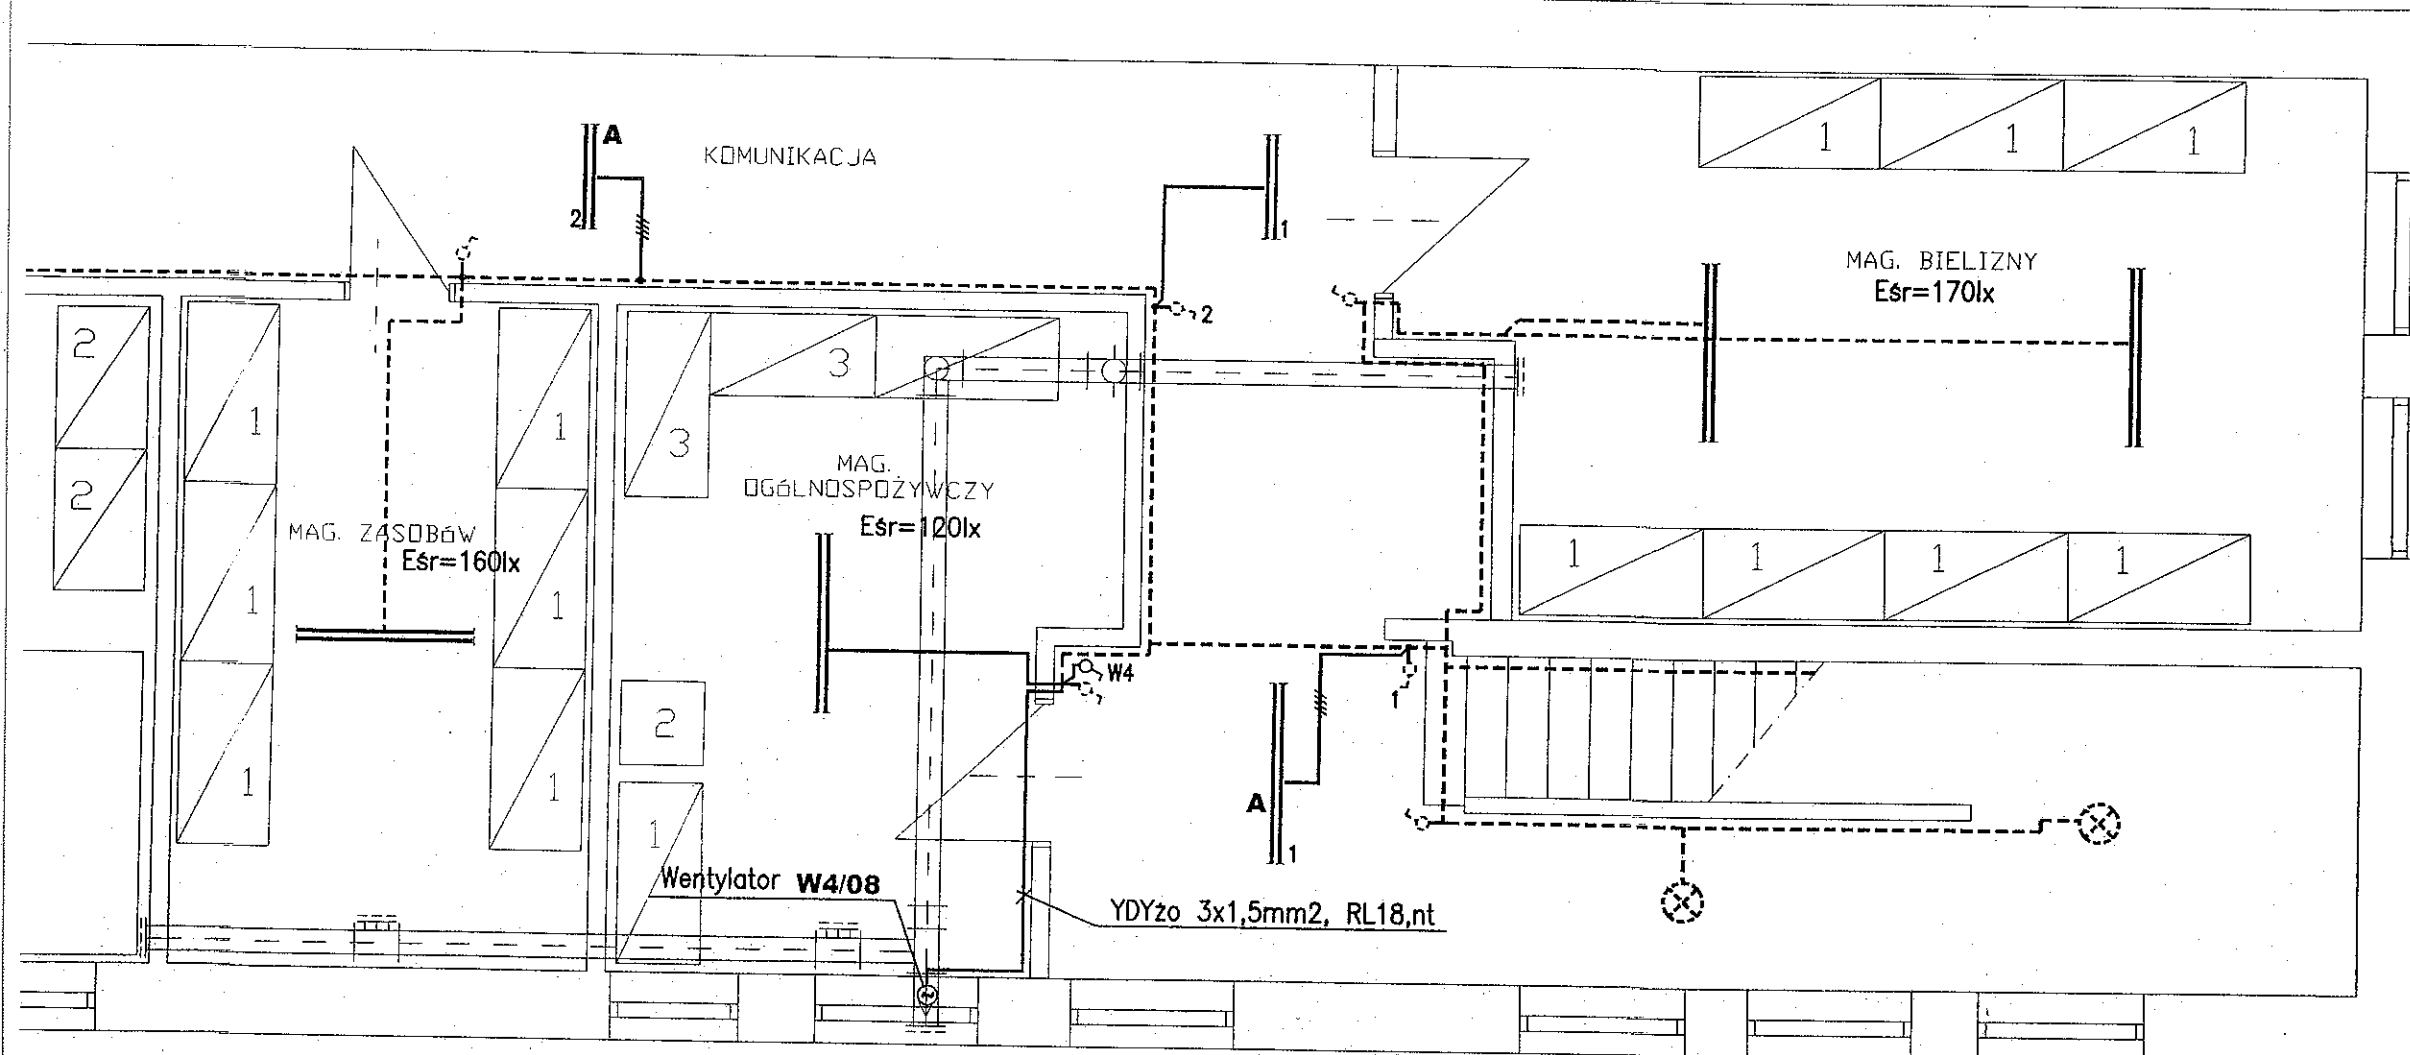 A
KOMUNIKACJA
2
1
1
1
1
MAG. BIELIZNY
Eśr=170lx
2
2
2
1
1
3
3
MAG.
OGóLNOSPOŻYWCZY
Eśr=120lx
MAG. ZASOBóW
Eśr=160lx
1
1
1
1
1
1
W4
1
2
1
1
A
1
1
Wentylator W4/08
YDYżo 3x1,5mm2, RL18,nt